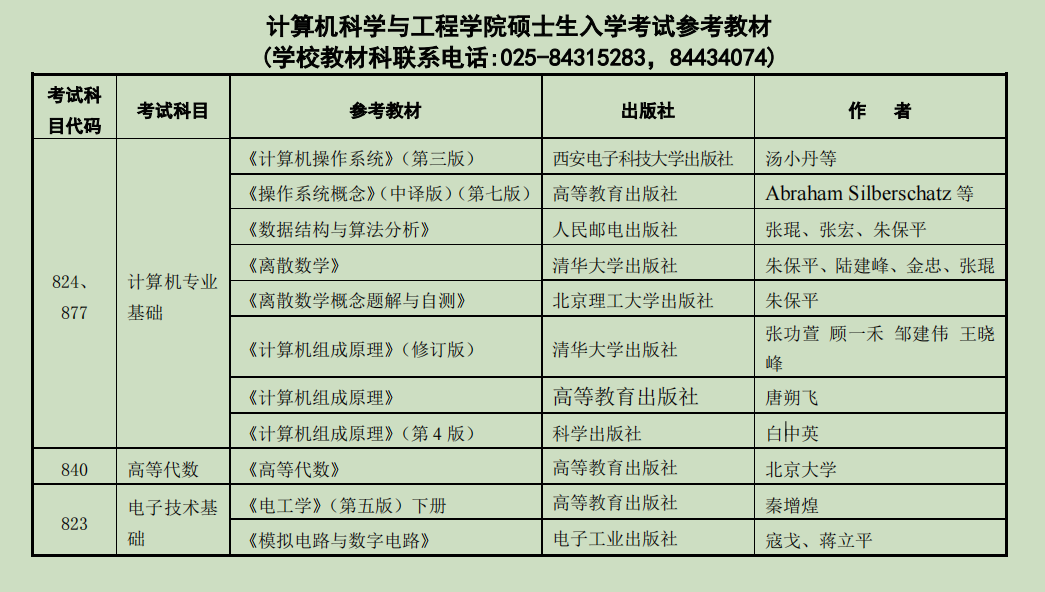 计算机科学与工程学院硕士生入学考试参考教材
(学校教材科联系电话:025-84315283，84434074)
考试科目代码 考试科目 参考教材 出版社 作 者
824、877 计算机专业基础 《计算机操作系统》（第三版） 西安电子科技大学出版社 汤小丹等
《操作系统概念》（中译版）（第七版） 高等教育出版社 Abraham Silberschatz 等
《数据结构与算法分析》 人民邮电出版社 张琨、张宏、朱保平
《离散数学》 清华大学出版社 朱保平、陆建峰、金忠、张琨
《离散数学概念题解与自测》 北京理工大学出版社 朱保平
《计算机组成原理》（修订版） 清华大学出版社 张功萱 顾一禾 邹建伟 王晓峰
《计算机组成原理》 高等教育出版社 唐朔飞
《计算机组成原理》（第 4 版） 科学出版社 白中英
840 高等代数 《高等代数》 高等教育出版社 北京大学
823 电子技术基础 《电工学》（第五版）下册 高等教育出版社 秦增煌
《模拟电路与数字电路》 电子工业出版社 寇戈、蒋立平